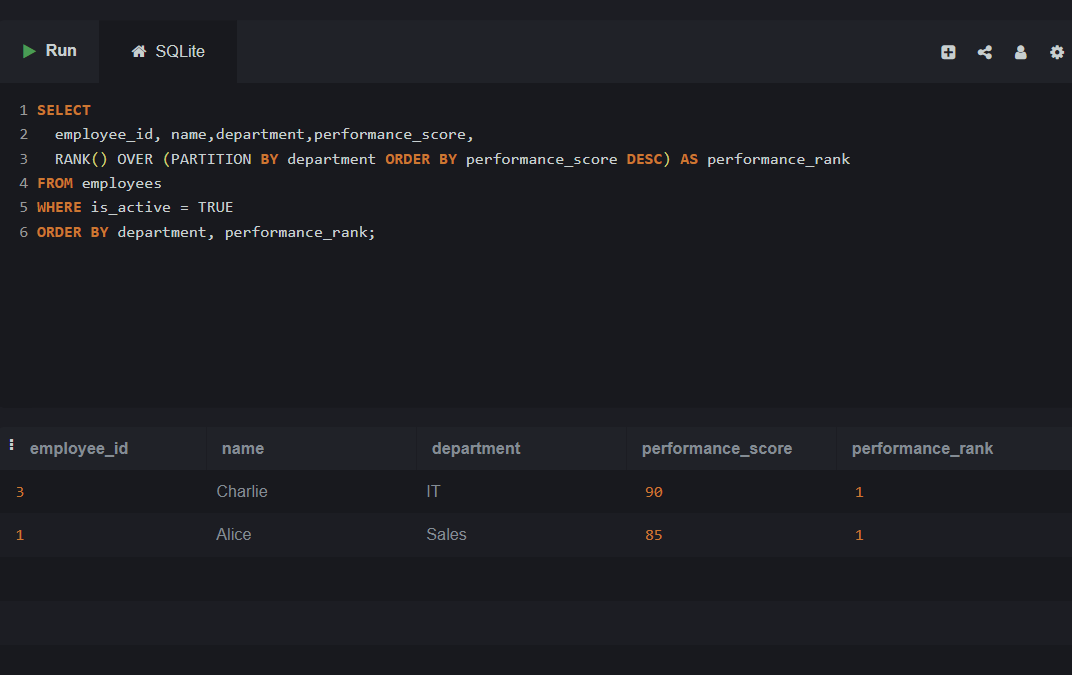 Run SQLite
1 SELECT
2 employee_id, name,department,performance_score,
3 RANK() OVER (PARTITION BY department ORDER BY performance_score DESC) AS performance_rank
4 FROM employees
5 WHERE is_active = TRUE
6 ORDER BY department, performance_rank;
employee_id name department performance_score performance_rank
3 Charlie IT 90 1
1 Alice Sales 85 1